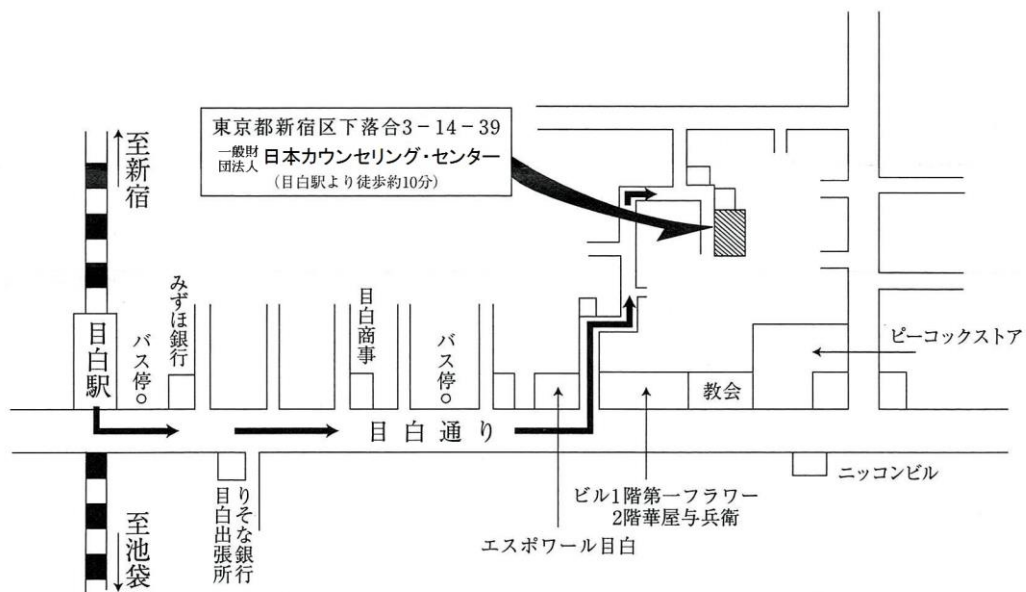 東京都新宿区下落合3-14-39
一般財団法人 日本カウンセリング・センター
(目白駅より徒歩約10分)
至新宿
目白駅
バス停
みずほ銀行
目白商事
バス停
ピーコックストア
教会
目白通り
ニッコンビル
ビル1階第一フラワー
2階華屋与兵衛
エスポワール目白
りそな銀行
目白出張所
至池袋